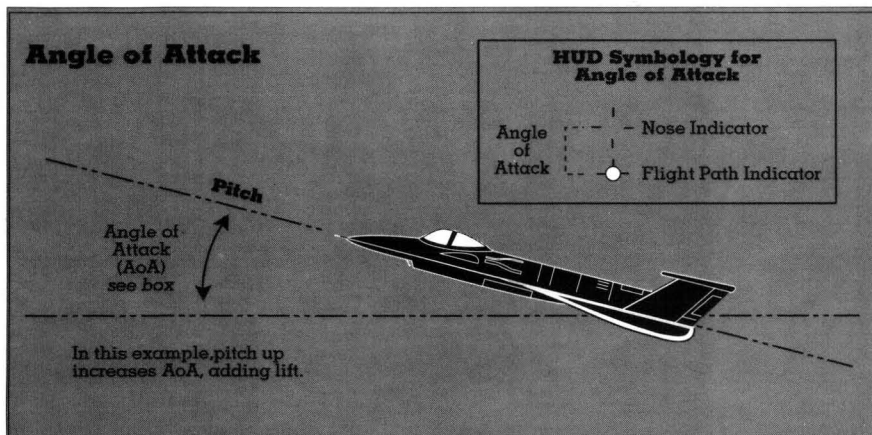 Angle of Attack
HUD Symbology for
Angle of Attack
Angle
of
Attack
Nose Indicator
Flight Path Indicator
Pitch
Angle of
Attack
(AoA)
see box
In this example,pitch up
increases AoA, adding lift.